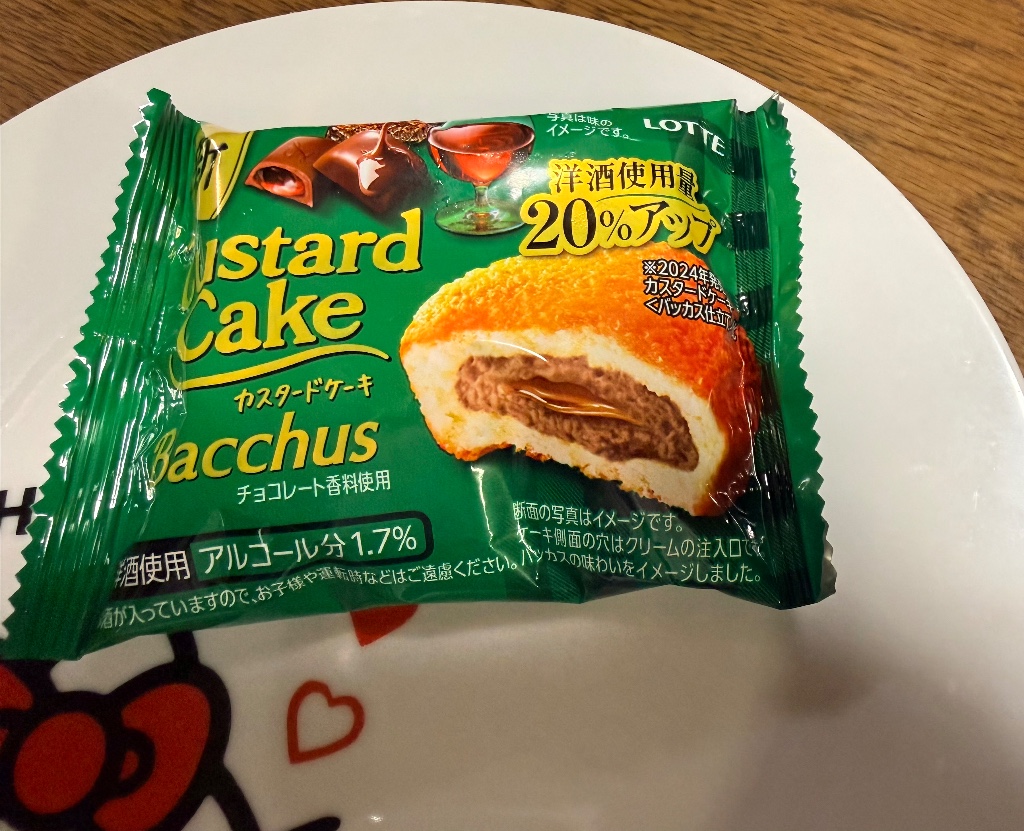 写真は味の
イメージです。
LOTTE
洋酒使用量
20%アップ
ustard
Cake
カスタードケーキ
Bacchus
チョコレート香料使用
※2024年発
カスタードケーキ
<バッカス仕立て
酒使用 アルコール分1.7%
酒が入っていますので、お子様や運転時などはご遠慮ください。
断面の写真はイメージです。
ケーキ側面の穴はクリームの注入口で
バッカスの味わいをイメージしました。
H